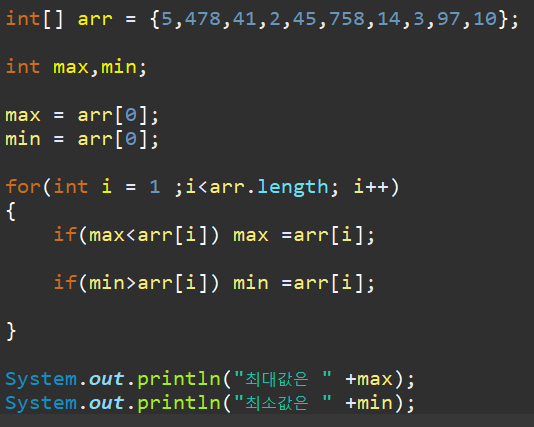 int[] arr = {5,478,41,2,45,758,14,3,97,10};
int max,min;
max = arr[0];
min = arr[0];
for(int i = 1 ;i<arr.length; i++)
{
if(max<arr[i]) max =arr[i];
if(min>arr[i]) min =arr[i];
}
System.out.println("최대값은 " +max);
System.out.println("최소값은 " +min);